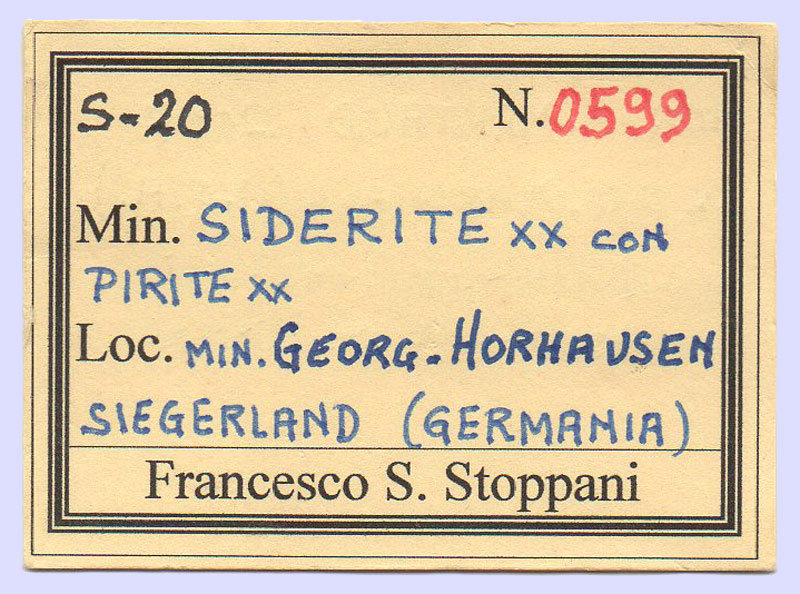 S-20 N.0599
Min. SIDERITE xx CON
PIRITE xx
Loc. MIN. GEORG-HORHAUSEN
SIEGERLAND (GERMANIA)
Francesco S. Stoppani